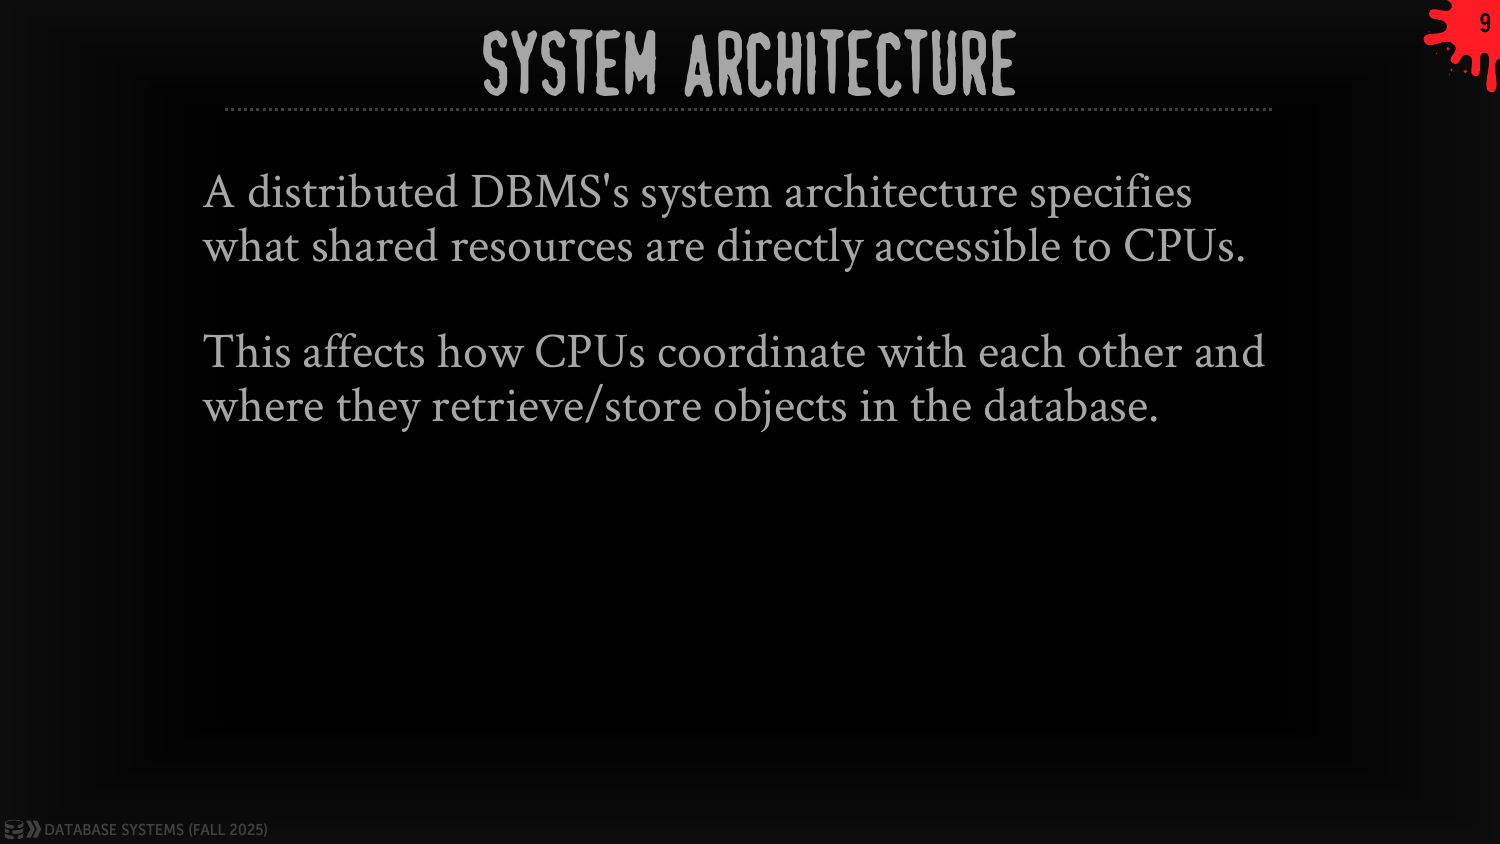 SYSTEM ARCHITECTURE
9
A distributed DBMS's system architecture specifies
what shared resources are directly accessible to CPUs.
This affects how CPUs coordinate with each other and
where they retrieve/store objects in the database.
DATABASE SYSTEMS (FALL 2025)